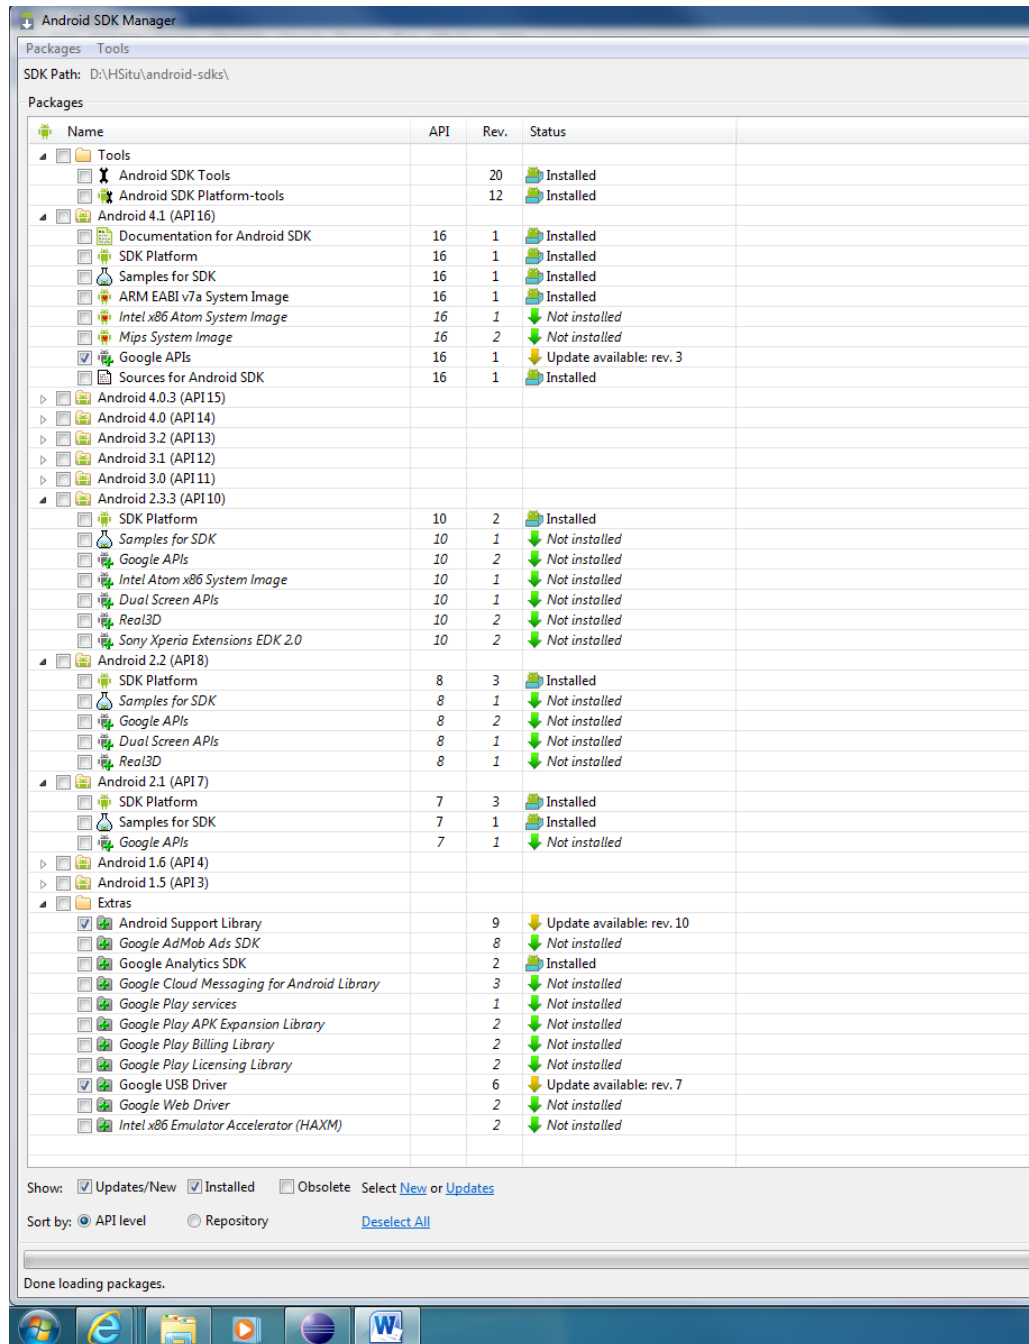 Android SDK Manager
Packages Tools
SDK Path: D:\HSitu\android-sdks\
Packages
Name API Rev. Status
Tools
Android SDK Tools 20 Installed
Android SDK Platform-tools 12 Installed
Android 4.1 (API 16)
Documentation for Android SDK 16 1 Installed
SDK Platform 16 1 Installed
Samples for SDK 16 1 Installed
ARM EABI v7a System Image 16 1 Installed
Intel x86 Atom System Image 16 1 Not installed
Mips System Image 16 2 Not installed
Google APIs 16 1 Update available: rev. 3
Sources for Android SDK 16 1 Installed
Android 4.0.3 (API 15)
Android 4.0 (API 14)
Android 3.2 (API 13)
Android 3.1 (API 12)
Android 3.0 (API 11)
Android 2.3.3 (API 10)
SDK Platform 10 2 Installed
Samples for SDK 10 1 Not installed
Google APIs 10 2 Not installed
Intel Atom x86 System Image 10 1 Not installed
Dual Screen APIs 10 1 Not installed
Real3D 10 2 Not installed
Sony Xperia Extensions EDK 2.0 10 2 Not installed
Android 2.2 (API 8)
SDK Platform 8 3 Installed
Samples for SDK 8 1 Not installed
Google APIs 8 2 Not installed
Dual Screen APIs 8 1 Not installed
Real3D 8 1 Not installed
Android 2.1 (API 7)
SDK Platform 7 3 Installed
Samples for SDK 7 1 Installed
Google APIs 7 1 Not installed
Android 1.6 (API 4)
Android 1.5 (API 3)
Extras
Android Support Library 9 Update available: rev. 10
Google AdMob Ads SDK 8 Not installed
Google Analytics SDK 2 Installed
Google Cloud Messaging for Android Library 3 Not installed
Google Play services 1 Not installed
Google Play APK Expansion Library 2 Not installed
Google Play Billing Library 2 Not installed
Google Play Licensing Library 2 Not installed
Google USB Driver 6 Update available: rev. 7
Google Web Driver 2 Not installed
Intel x86 Emulator Accelerator (HAXM) 2 Not installed
Show: Updates/New Installed Obsolete Select New or Updates
Sort by: API level Repository Deselect All
Done loading packages.
W